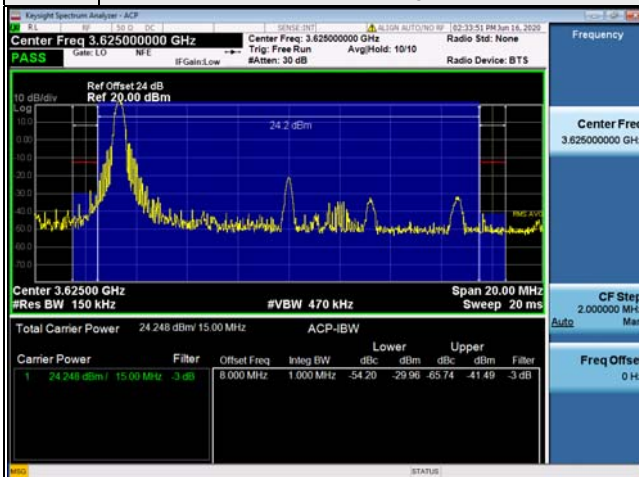 Keysight Spectrum Analyzer - ACP
RL RF 50 Ω DC SENSE:INT ALIGN AUTO/NO RF 02:33:51 PM Jun 16, 2020
Center Freq 3.625000000 GHz Center Freq: 3.625000000 GHz Radio Std: None
PASS Gate: LO NFE Trig: Free Run Avg|Hold: 10/10
IFGain:Low #Atten: 30 dB Radio Device: BTS
Ref Offset 24 dB
10 dB/div Ref 20.00 dBm
Log
10.0
0.00
24.2 dBm
-10.0
-20.0
-30.0
-40.0
RMS AVG
-60.0
-70.0
Center 3.62500 GHz Span 20.00 MHz
#Res BW 150 kHz #VBW 470 kHz Sweep 20 ms
Total Carrier Power 24.248 dBm/ 15.00 MHz ACP-IBW
Lower Upper
Carrier Power Filter Offset Freq Integ BW dBc dBm dBc dBm Filter
1 24.248 dBm / 15.00 MHz -3 dB 8.000 MHz 1.000 MHz -54.20 -29.96 -65.74 -41.49 -3 dB
MSG STATUS
Frequency
Center Freq
3.625000000 GHz
CF Step
2.000000 MHz
Auto Man
Freq Offset
0 Hz